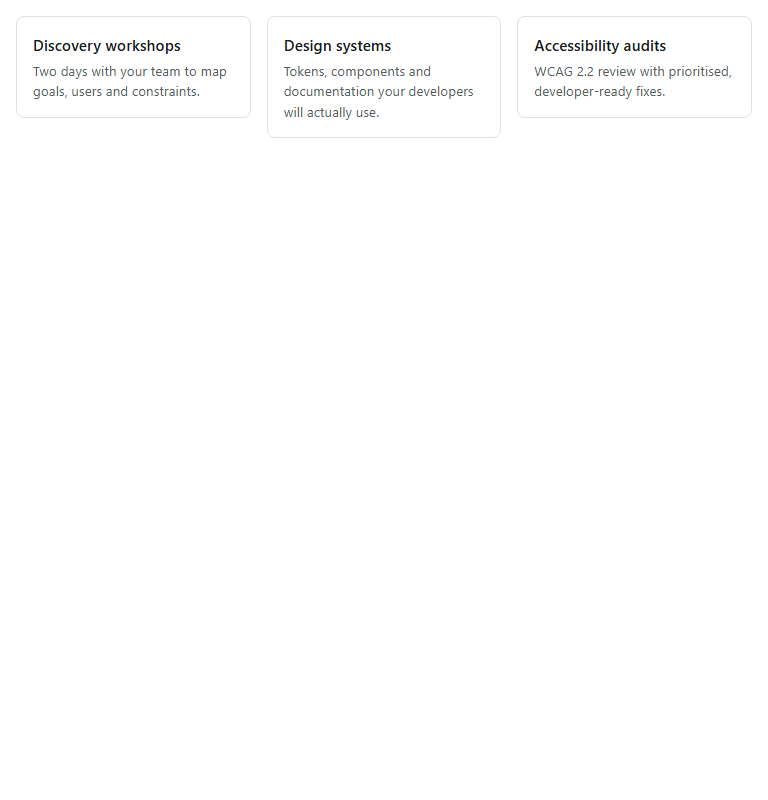 Discovery workshops
Two days with your team to map
goals, users and constraints.
Design systems
Tokens, components and
documentation your developers
will actually use.
Accessibility audits
WCAG 2.2 review with prioritised,
developer-ready fixes.